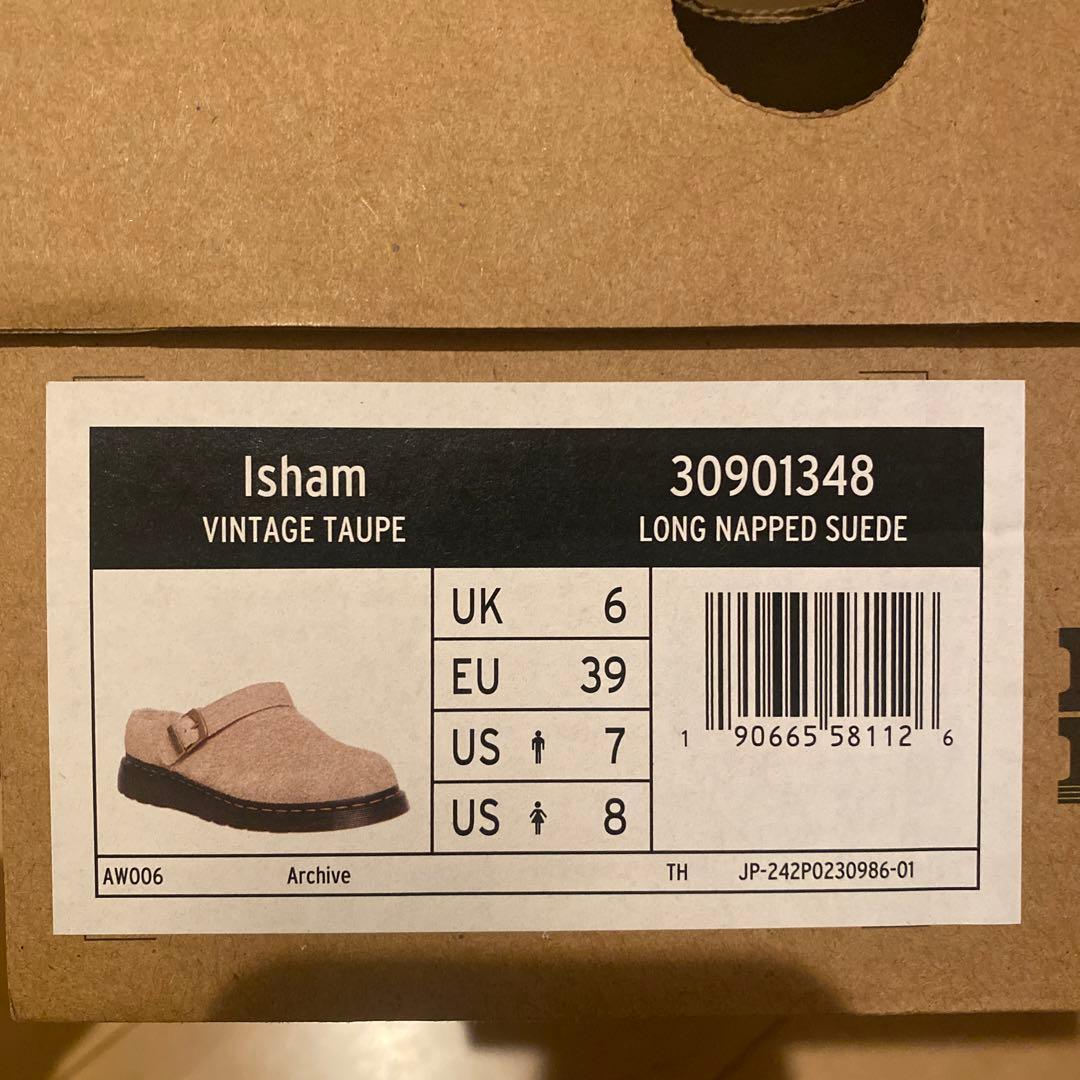 Isham
VINTAGE TAUPE
30901348
LONG NAPPED SUEDE
UK 6
EU 39
US 7
US 8
1 90665 58112 6
AW006 Archive TH JP-242P0230986-01